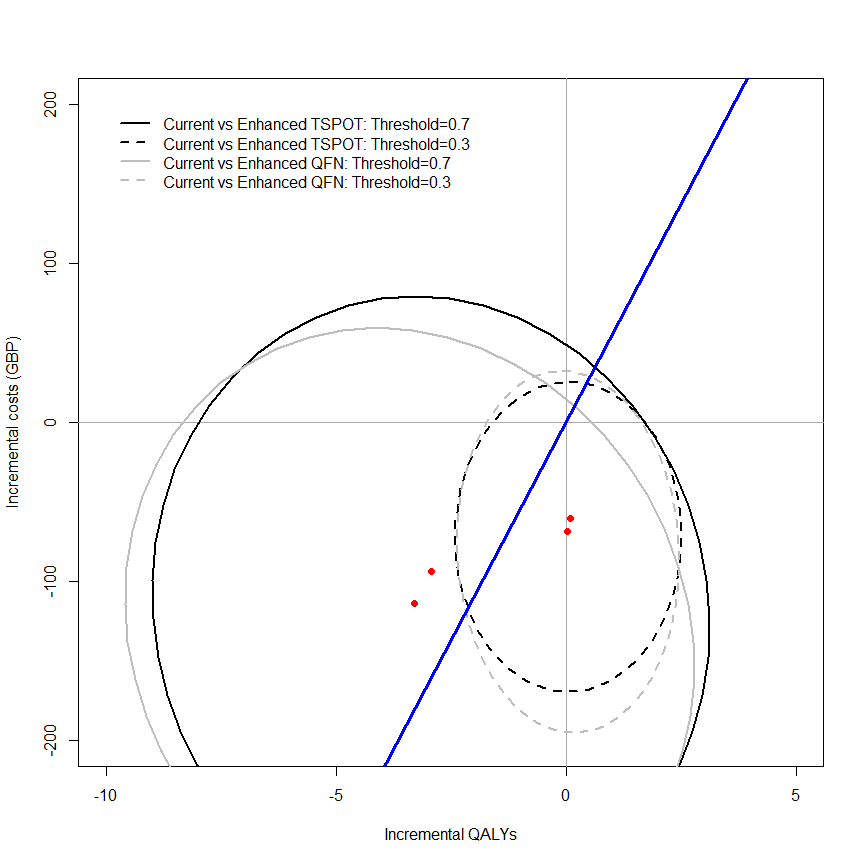 200
100
0
-100
-200
Incremental costs (GBP)
Current vs Enhanced TSPOT: Threshold=0.7
Current vs Enhanced TSPOT: Threshold=0.3
Current vs Enhanced QFN: Threshold=0.7
Current vs Enhanced QFN: Threshold=0.3
-10
-5
0
5
Incremental QALYs